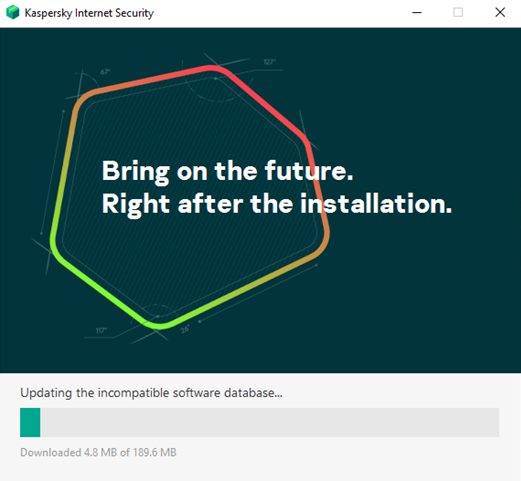 Kaspersky Internet Security
67°
127°
Bring on the future.
Right after the installation.
117°
Updating the incompatible software database...
Downloaded 4.8 MB of 189.6 MB